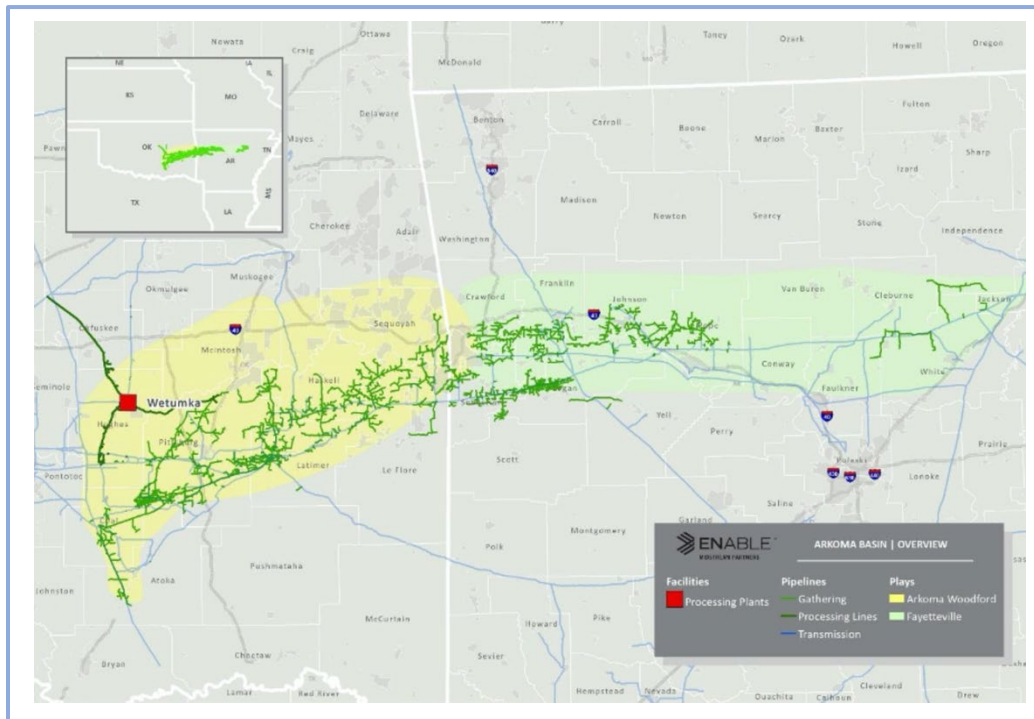 Ottawa
Nowata
Craig
McDonald
Taney
Ozark
Howell
Oregon
NE
IA
IL
KS
MO
OK
TN
AR
TX
LA
MS
Pawn
Mayes
Delaware
Benton
Carroll
Boone
Marion
Baxter
Fulton
Izard
Sharp
Cherokee
Adair
Washington
Madison
Newton
Searcy
Stone
Independence
Okmulgee
Muskogee
Crawford
Franklin
Johnson
Van Buren
Cleburne
Jackson
Okfuskee
McIntosh
Sequoyah
Haskell
Pope
Conway
White
Seminole
Wetumka
Hughes
Pittsburg
Faulkner
Latimer
Le Flore
Scott
Yell
Perry
Pulaski
Prairie
Lonoke
Pontotoc
Saline
Garland
Montgomery
Polk
Pushmataha
Atoka
Johnston
McCurtain
Howard
Pike
Sevier
Bryan
Choctaw
Lamar
Red River
Hempstead
Nevada
Ouachita
Calhoun
Cleveland
Drew
ENABLE
MIDSTREAM PARTNERS
ARKOMA BASIN | OVERVIEW
Facilities
Processing Plants
Pipelines
Gathering
Processing Lines
Transmission
Plays
Arkoma Woodford
Fayetteville